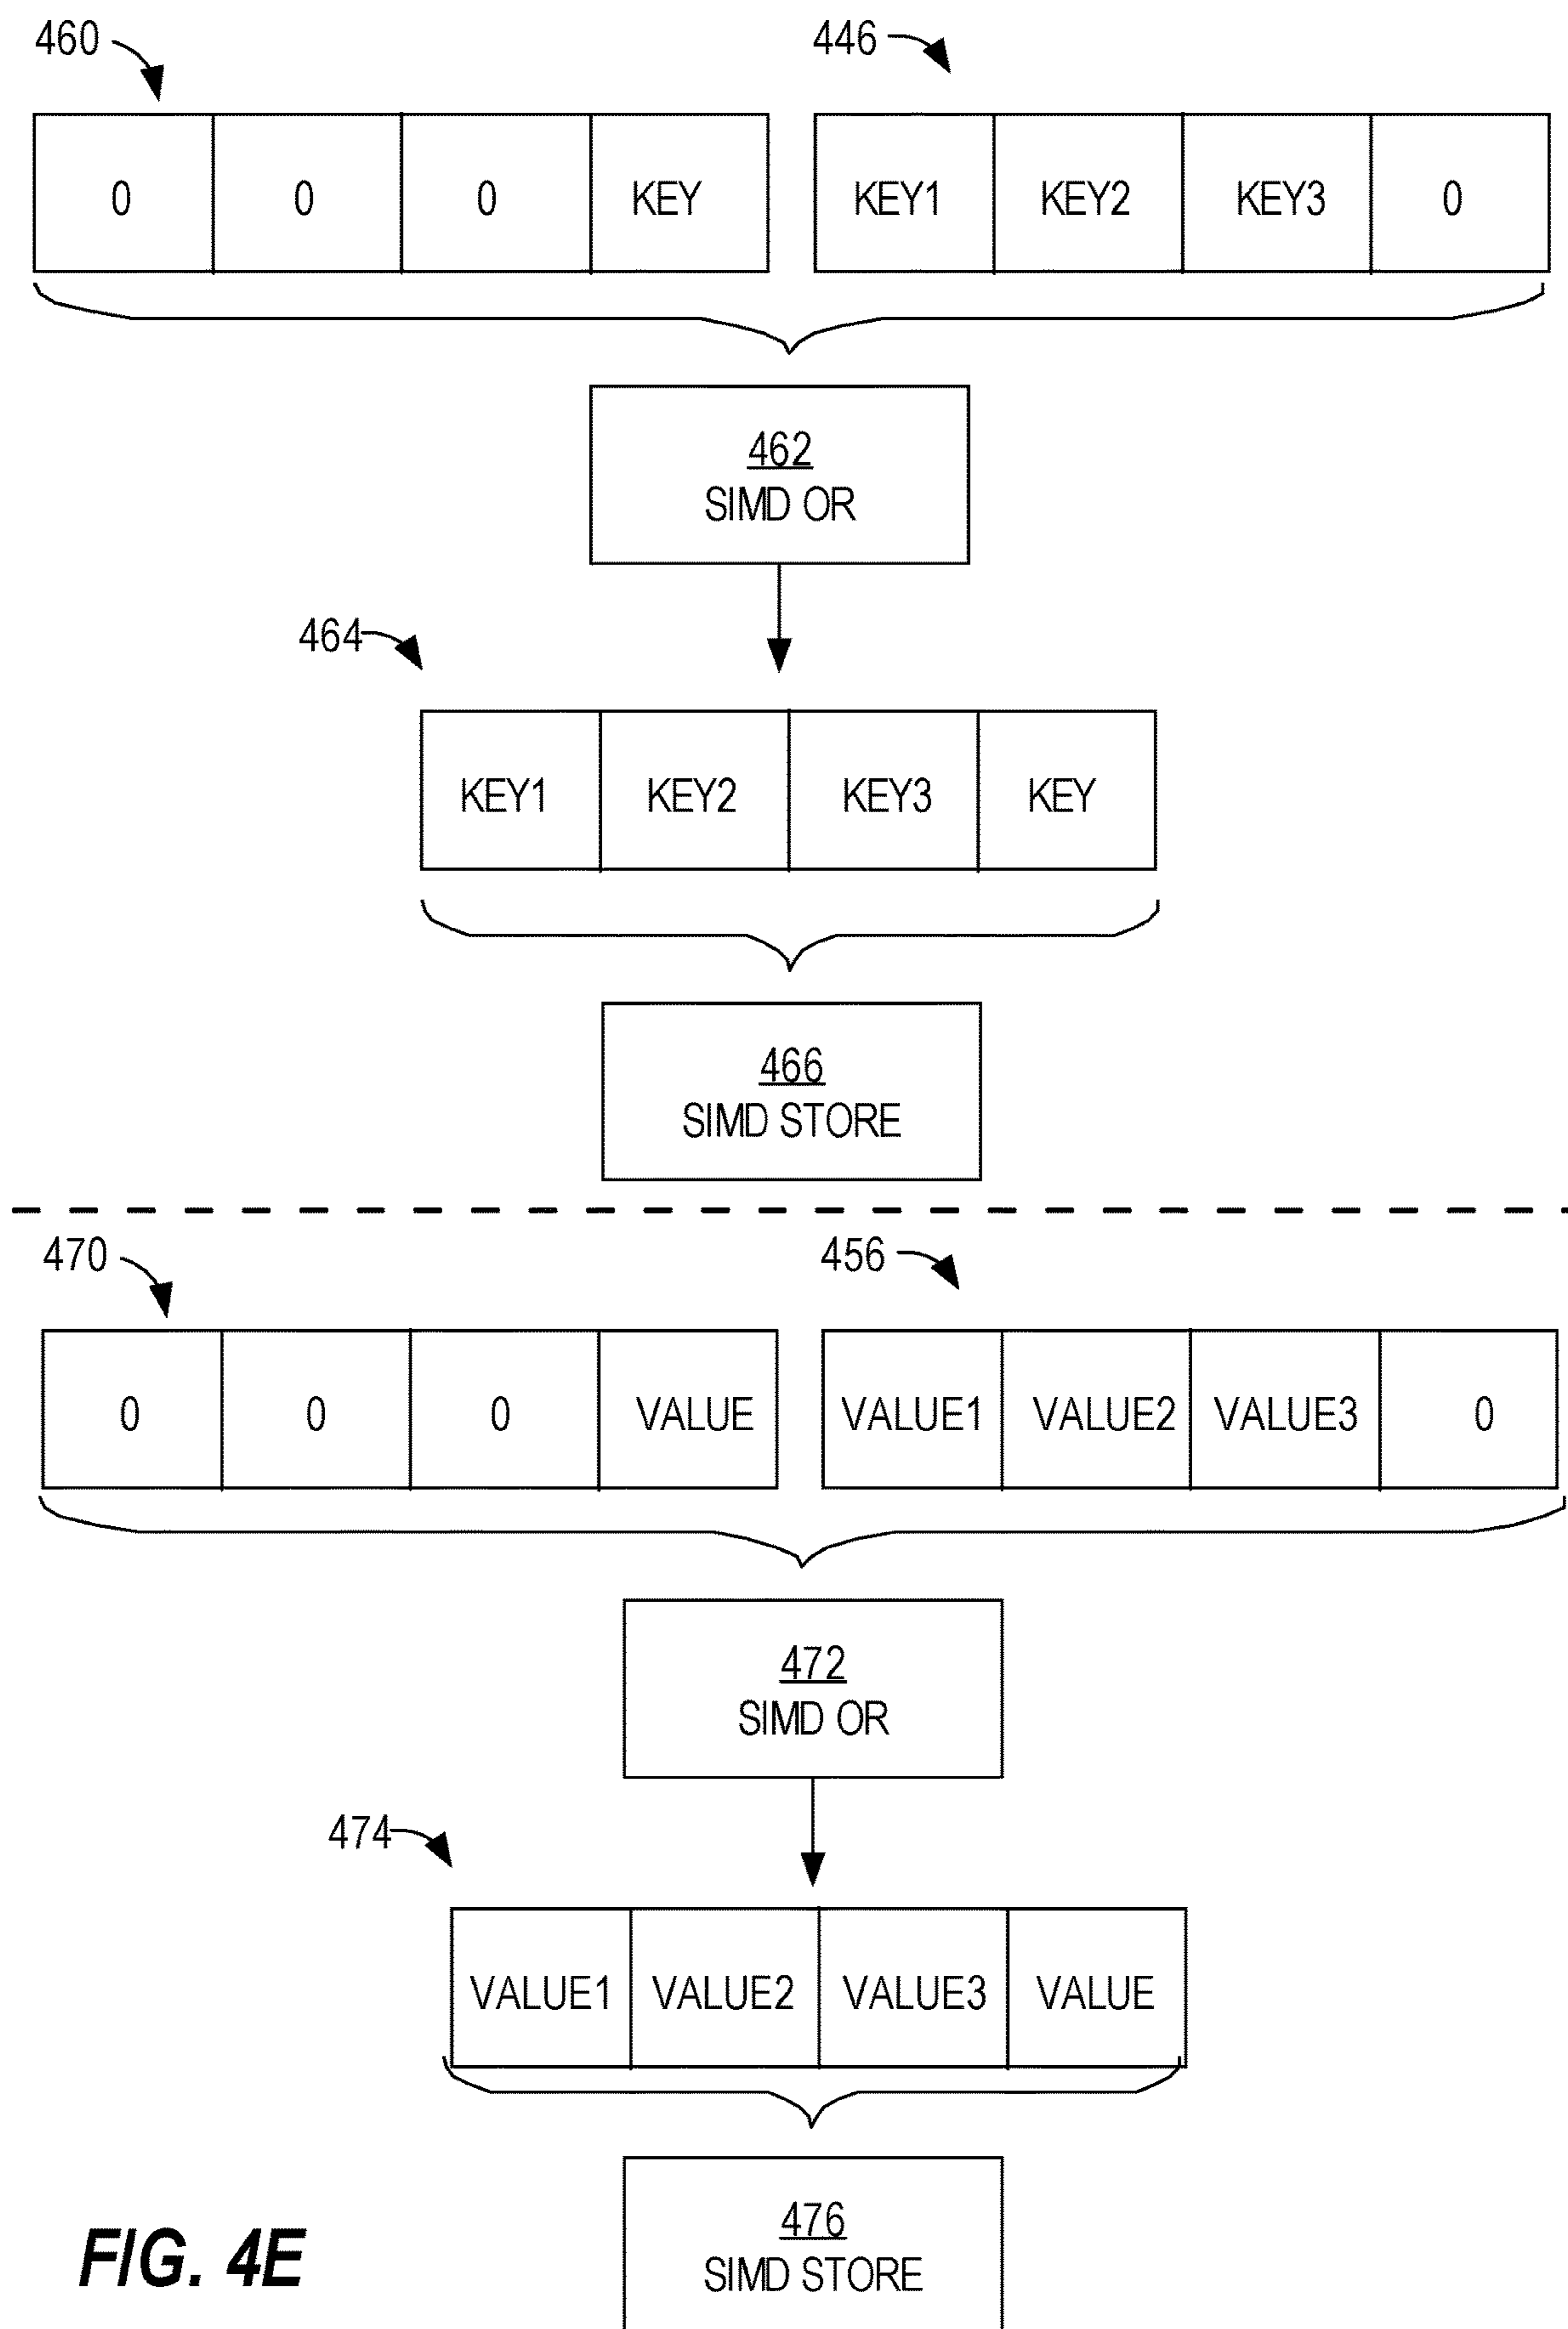 460 446
0 0 0 KEY KEY1 KEY2 KEY3 0
462
SIMD OR
464
KEY1 KEY2 KEY3 KEY
466
SIMD STORE
470 456
0 0 0 VALUE VALUE1 VALUE2 VALUE3 0
472
SIMD OR
474
VALUE1 VALUE2 VALUE3 VALUE
476
SIMD STORE
FIG. 4E